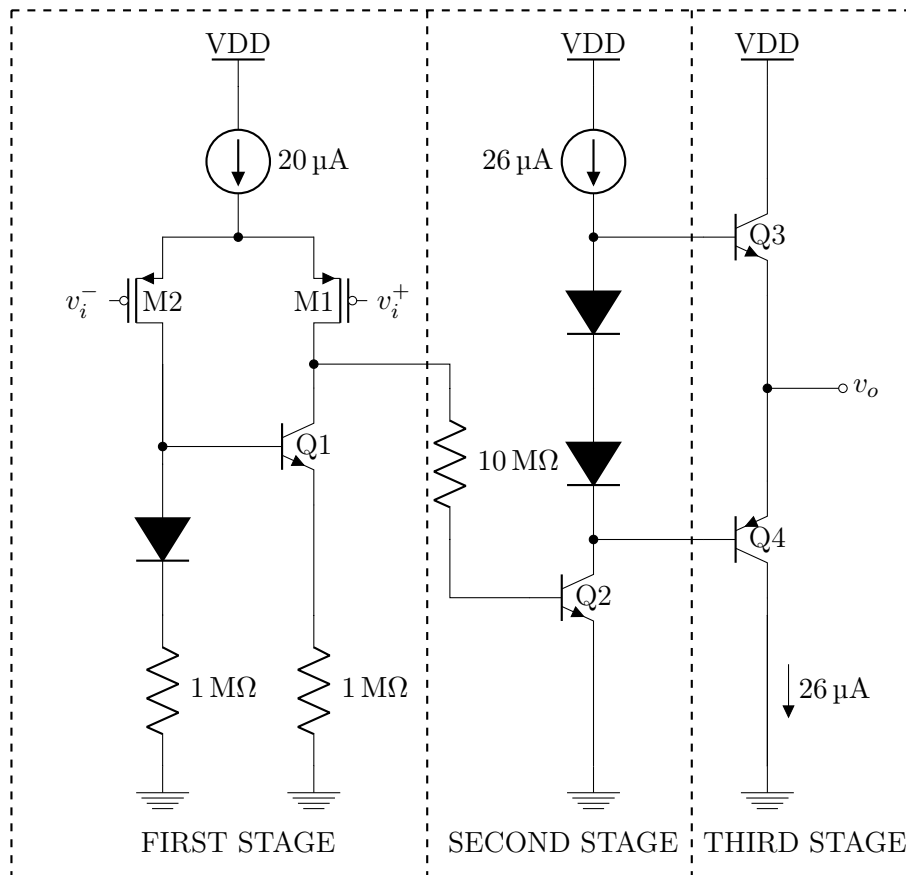 VDD
VDD
VDD
20 µA
26 µA
Q3
v_i^-
M2
M1
v_i^+
v_o
Q1
10 MΩ
Q4
Q2
1 MΩ
1 MΩ
26 µA
FIRST STAGE
SECOND STAGE
THIRD STAGE